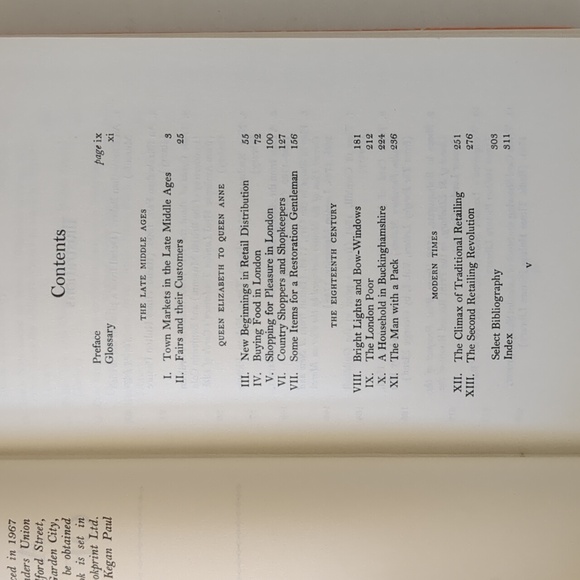 Contents
Preface page ix
Glossary xi
THE LATE MIDDLE AGES
I. Town Markets in the Late Middle Ages 3
II. Fairs and their Customers 25
QUEEN ELIZABETH TO QUEEN ANNE
III. New Beginnings in Retail Distribution 55
IV. Buying Food in London 72
V. Shopping for Pleasure in London 100
VI. Country Shoppers and Shopkeepers 127
VII. Some Items for a Restoration Gentleman 156
THE EIGHTEENTH CENTURY
VIII. Bright Lights and Bow-Windows 181
IX. The London Poor 212
X. A Household in Buckinghamshire 224
XI. The Man with a Pack 236
MODERN TIMES
XII. The Climax of Traditional Retailing 251
XIII. The Second Retailing Revolution 276
Select Bibliography 303
Index 311
v
in 1967
Union
Street,
City,
be obtained
is set in
Ltd.
Kegan Paul